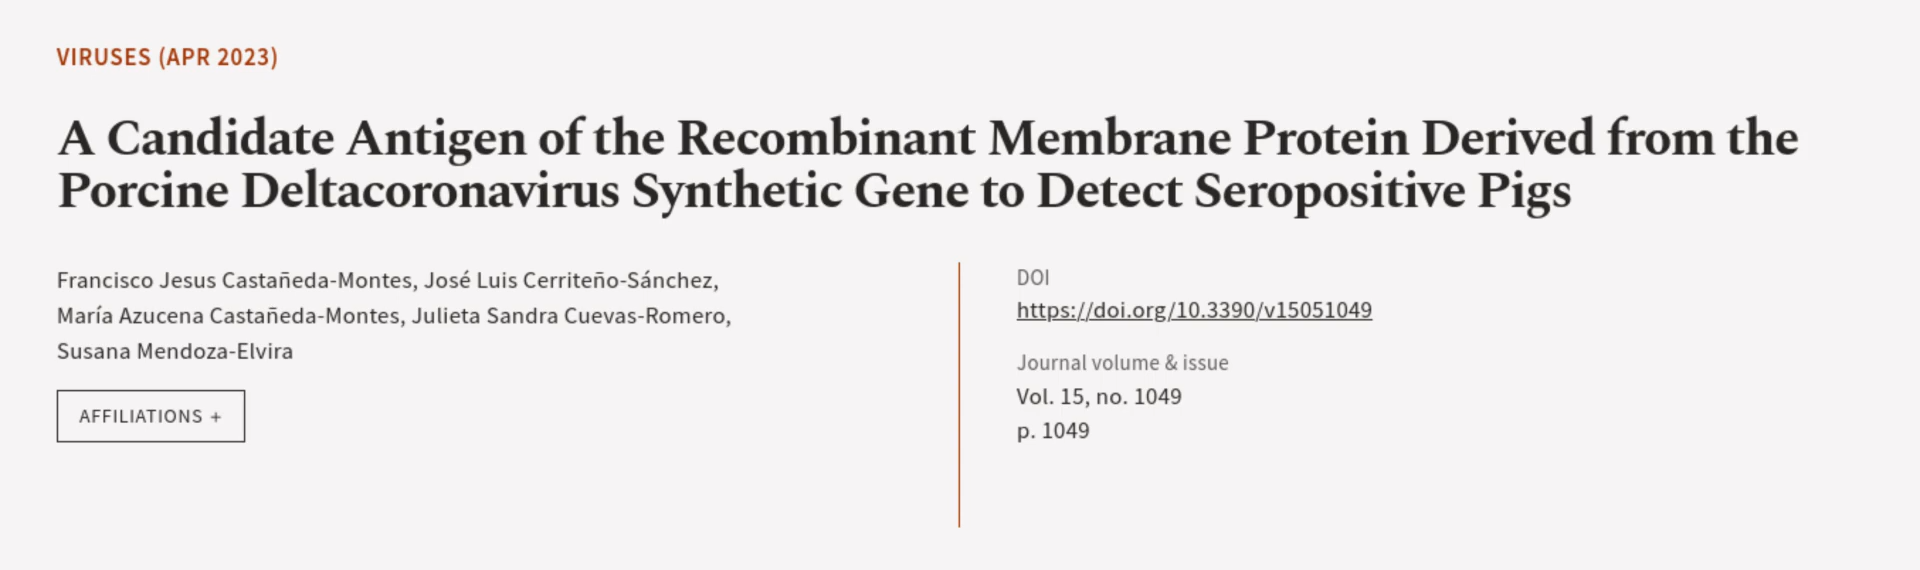 VIRUSES (APR 2023)
A Candidate Antigen of the Recombinant Membrane Protein Derived from the
Porcine Deltacoronavirus Synthetic Gene to Detect Seropositive Pigs
Francisco Jesus Castañeda-Montes, José Luis Cerriteño-Sánchez,
María Azucena Castañeda-Montes, Julieta Sandra Cuevas-Romero,
Susana Mendoza-Elvira
AFFILIATIONS +
DOI
https://doi.org/10.3390/v15051049
Journal volume & issue
Vol. 15, no. 1049
p. 1049